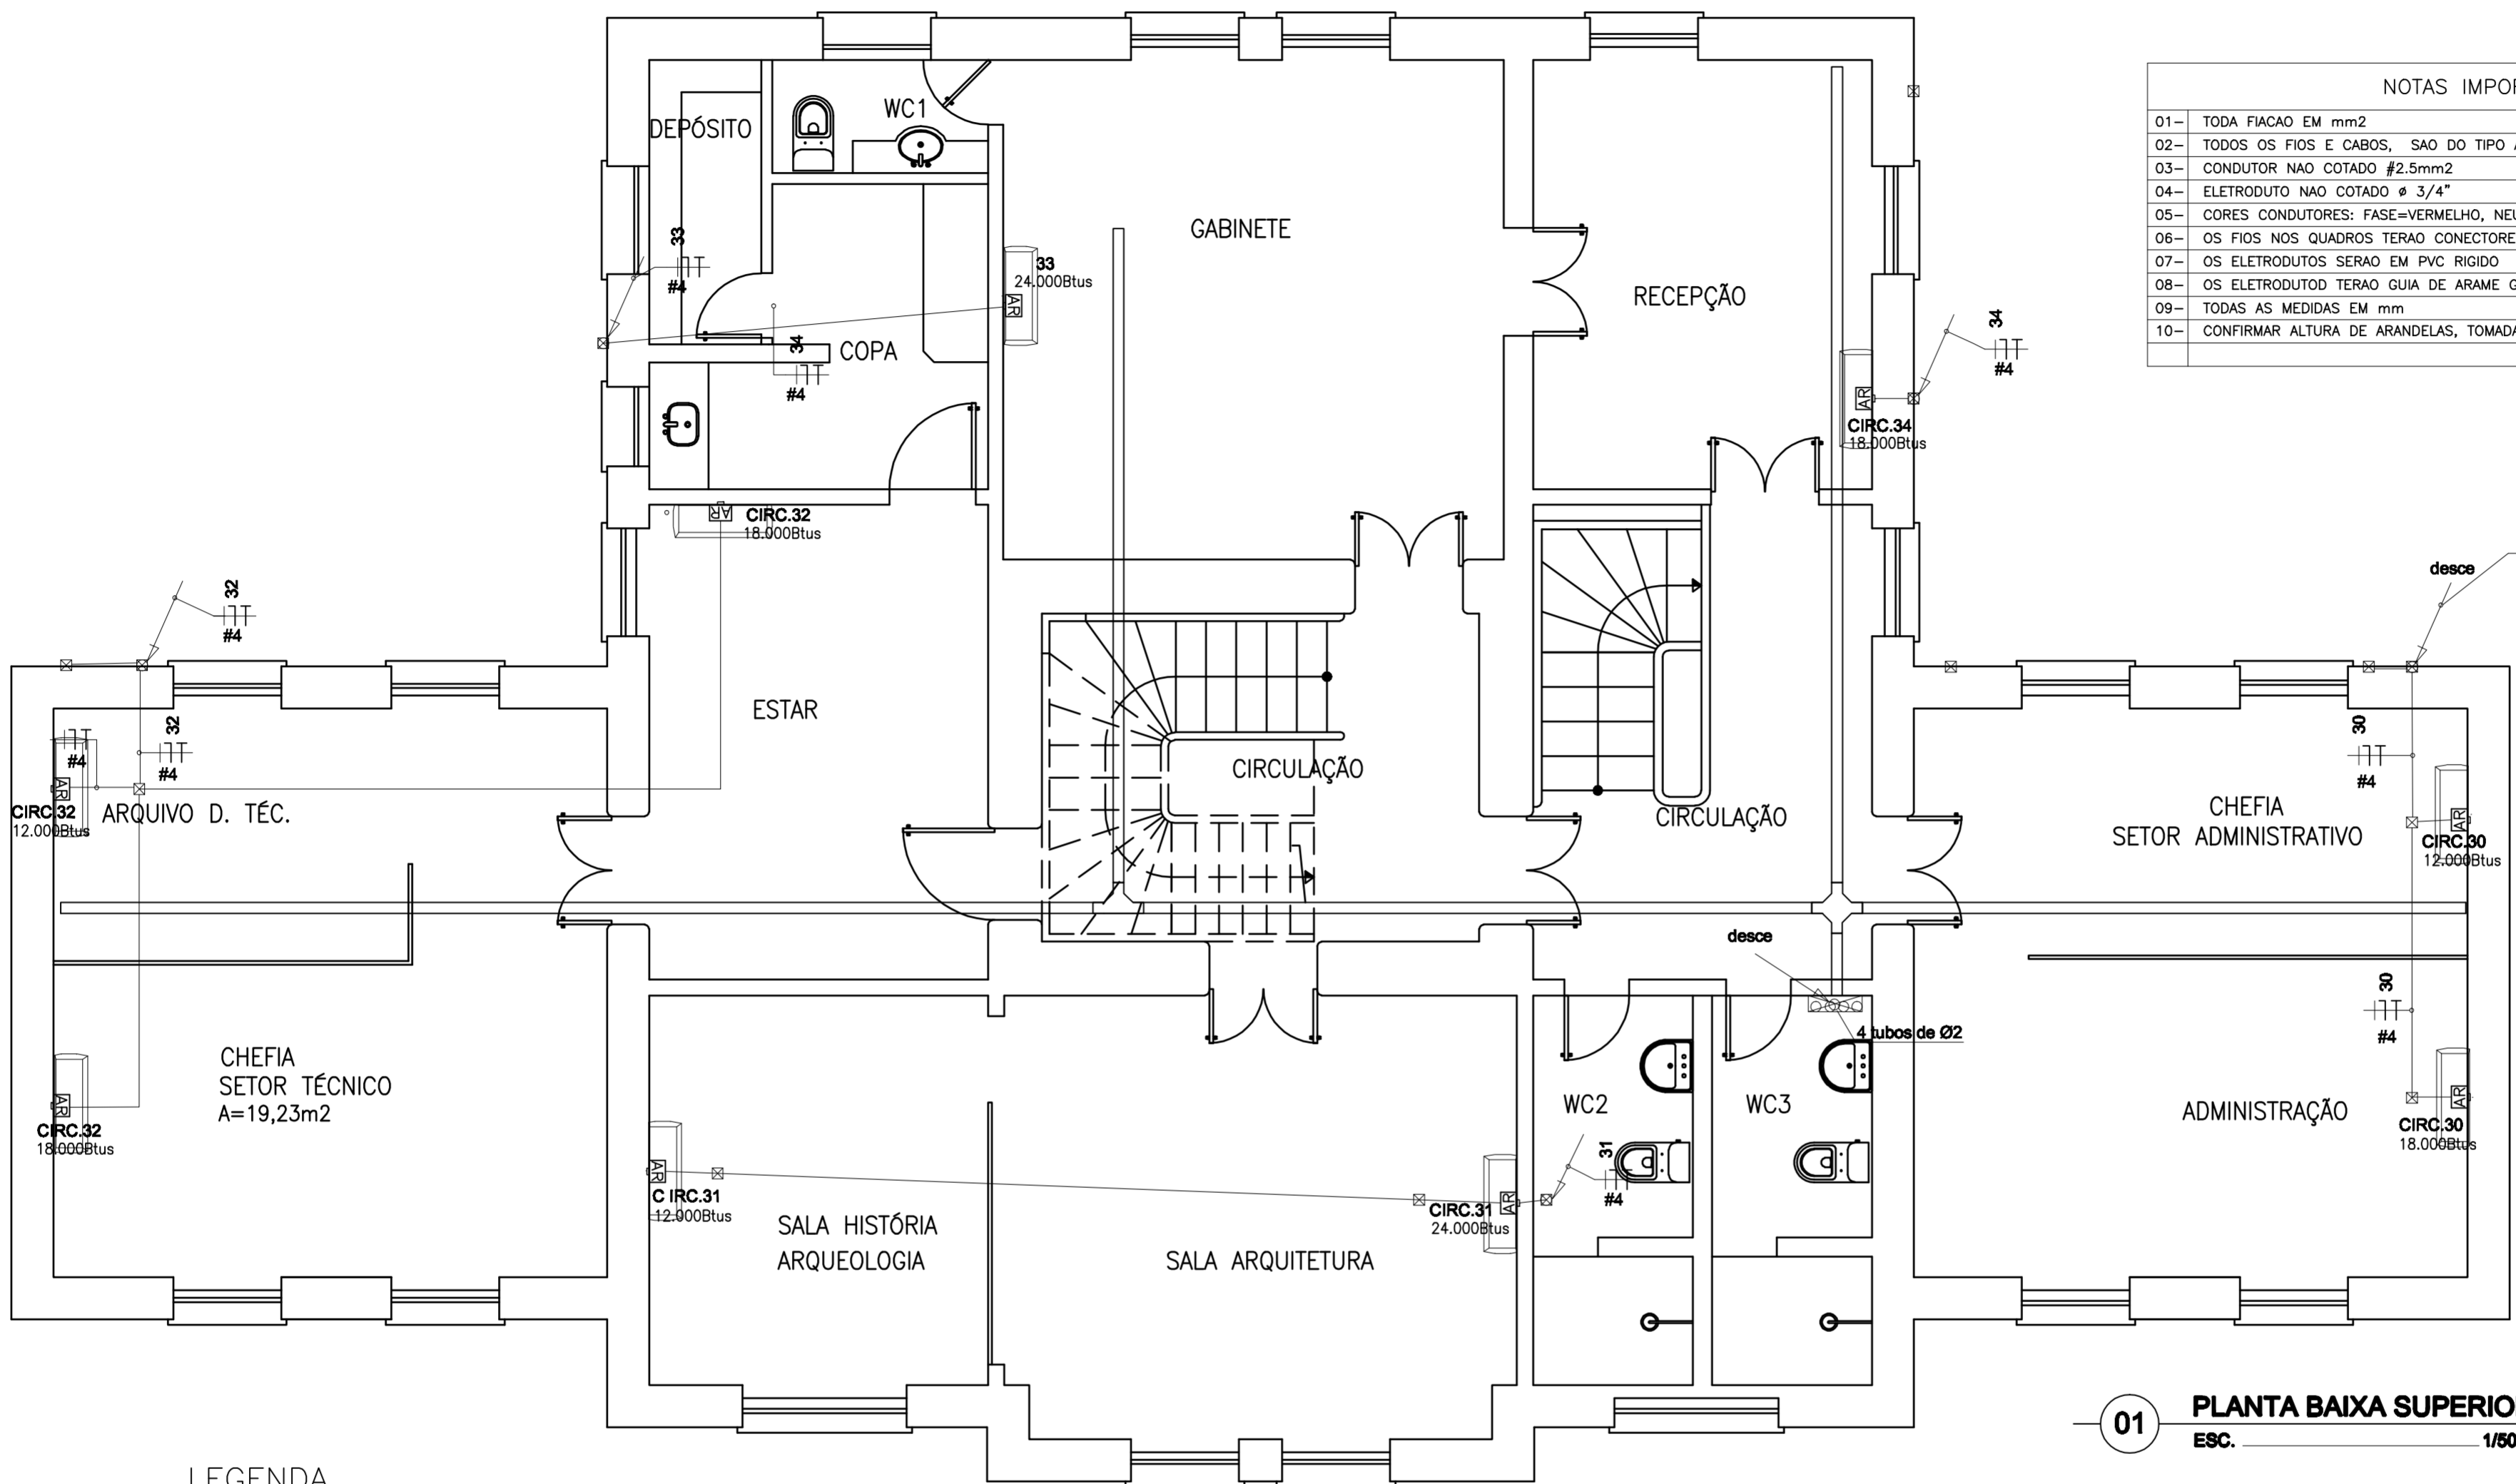 NOTAS
01- TODA FIACAO EM mm2
02- TODOS OS FIOS E CABOS, SAO DO TIPO
03- CONDUTOR NAO COTADO #2.5mm2
04- ELETRODUTO NAO COTADO ø 3/4"
05- CORES CONDUTORES: FASE=VERMELHO,
06- OS FIOS NOS QUADROS TERAO
07- OS ELETRODUTOS SERAO EM PVC RIGIDO
08- OS ELETRODUTOD TERAO GUIA DE ARAME
09- TODAS AS MEDIDAS EM mm
10- CONFIRMAR ALTURA DE ARANDELAS,
WC1
DEPÓSITO
33
#4
GABINETE
33
24.000Btus
AR
RECEPÇÃO
COPA
34
#4
34
#4
AR
CIRC.34
18.000Btus
AR
CIRC.32
18.000Btus
desce
32
#4
ESTAR
32
#4
#4
AR
CIRC.32
12.000Btus
ARQUIVO D. TÉC.
CIRCULAÇÃO
CIRCULAÇÃO
30
#4
CHEFIA
SETOR ADMINISTRATIVO
AR
CIRC.30
12.000Btus
desce
4 tubos de Ø2
30
#4
CHEFIA
SETOR TÉCNICO
A=19,23m2
AR
CIRC.32
18.000Btus
WC2
WC3
ADMINISTRAÇÃO
AR
CIRC.30
18.000Btus
31
#4
AR
C IRC.31
12.000Btus
AR
CIRC.31
24.000Btus
SALA HISTÓRIA
ARQUEOLOGIA
SALA ARQUITETURA
01
PLANTA BAIXA
ESC. 1/50
LEGENDA